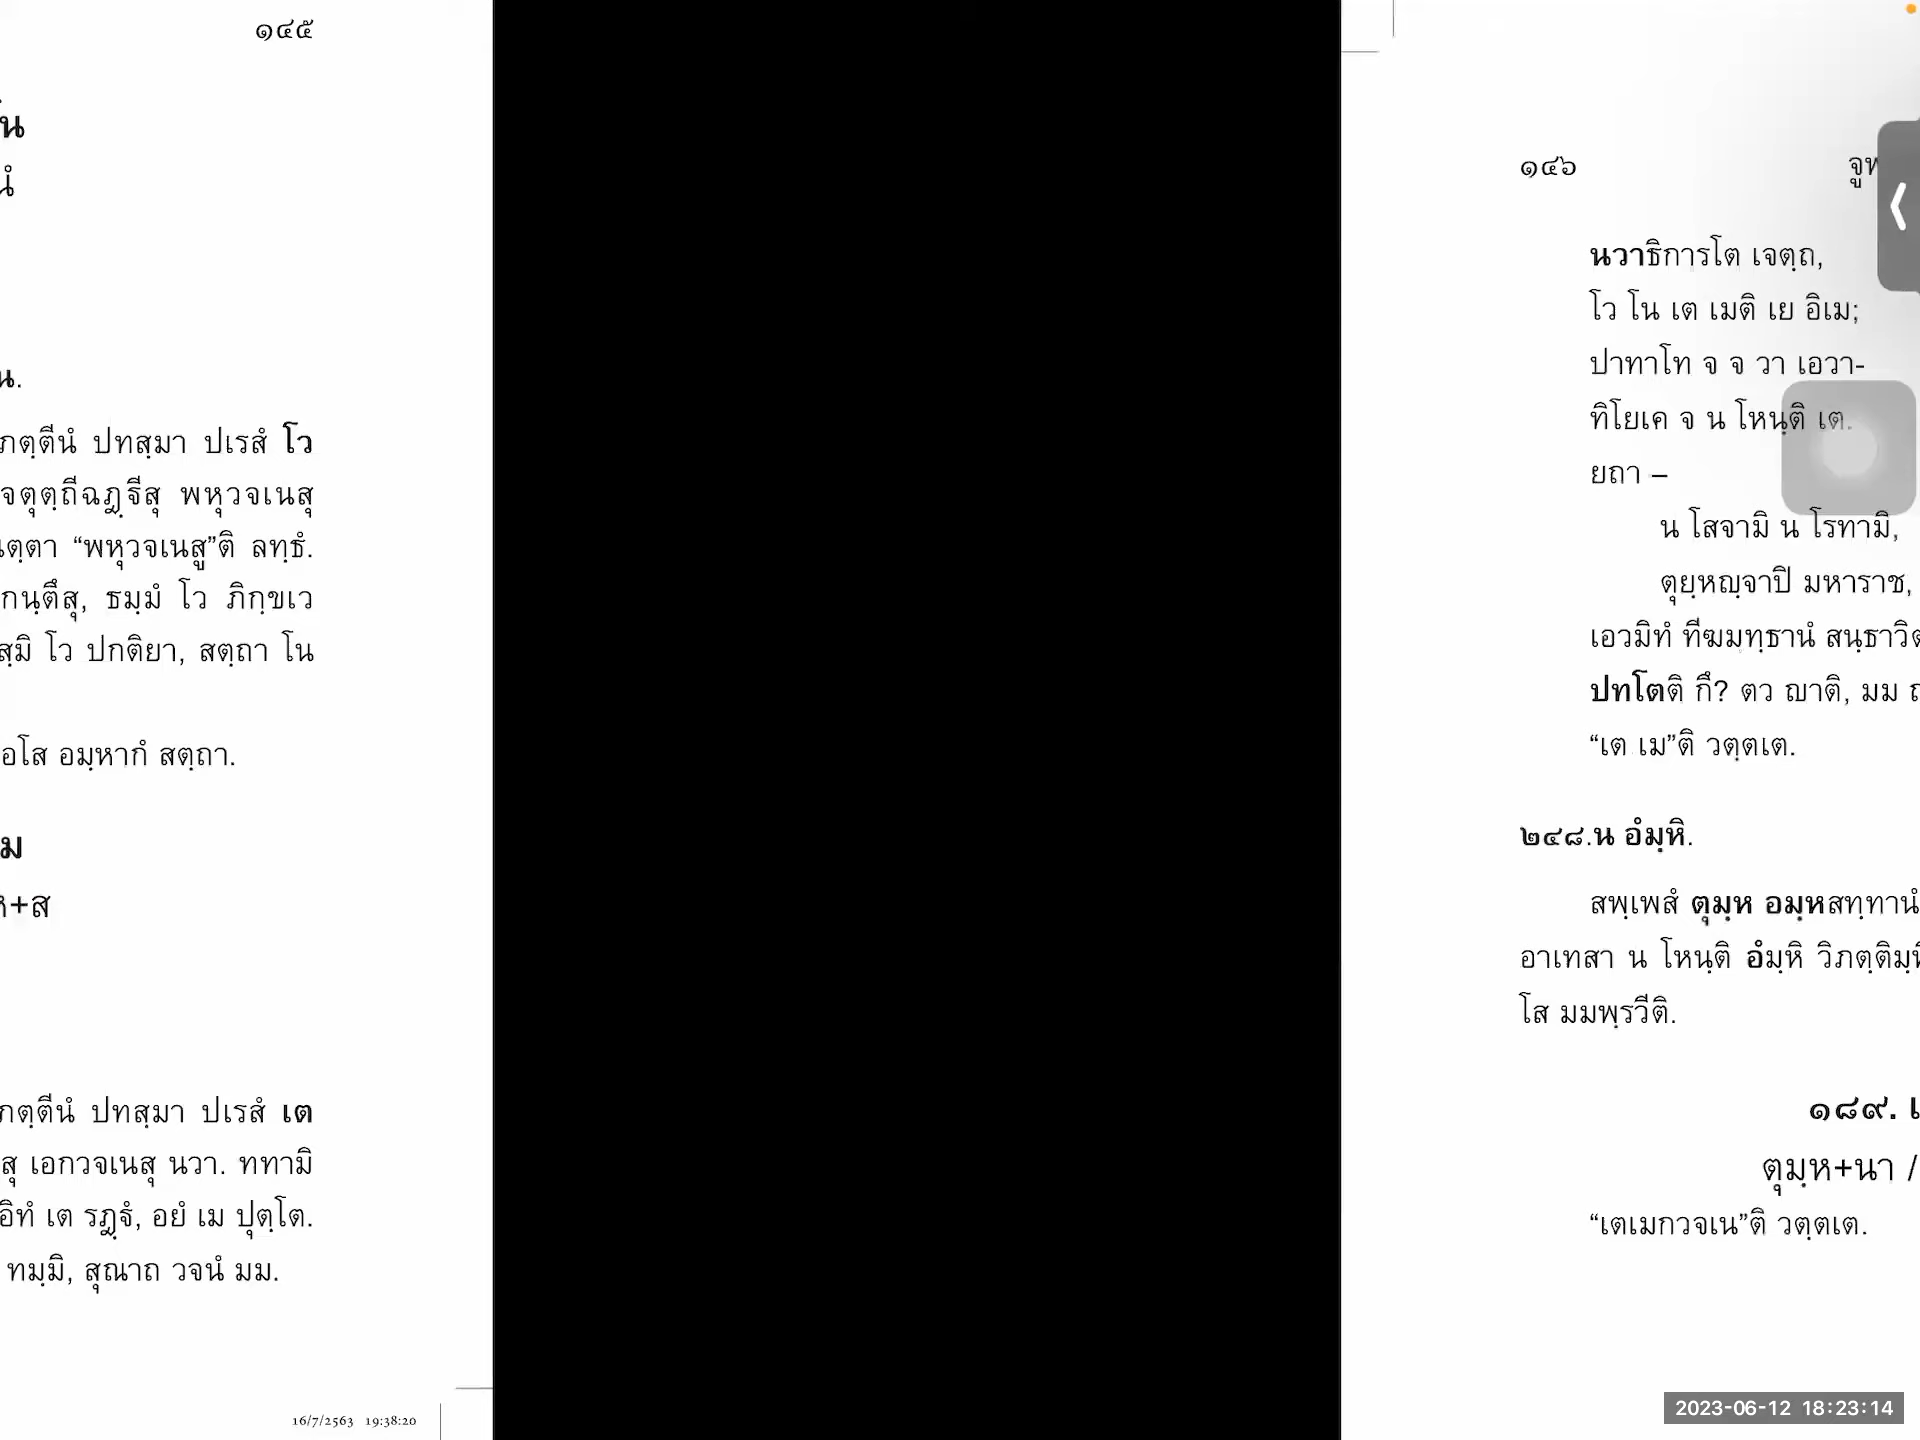 ๑๔๕
นํ
น.
ภตฺตีนํ ปทสฺมา ปเรสํ โว
จตุตฺถีฉฏฺฐีสุ พหุวจเนสุ
“พหุวจเนสู”ติ ลทฺธํ.
กนฺตึสุ, ธมฺมํ โว ภิกฺขเว
สฺมิ โว ปกติยา, สตฺถา โน
อโส อมฺหากํ สตฺถา.
ม
+ส
ภตฺตีนํ ปทสฺมา ปเรสํ เต
สุ เอกวจเนสุ นวา. ททามิ
อิทํ เต รฏฺฐํ, อยํ เม ปุตฺโต.
ทมฺมิ, สุณาถ วจนํ มม.
16/7/2563 19:38:20
๑๔๖
นวาธิการโต เจตฺถ,
โว โน เต เมติ เย อิเม;
ปาทาโท จ จ วา เอวา-
ทิโยเค จ น โหนฺติ เต.
ยถา –
น โสจามิ น โรทามิ,
ตุยฺหญฺจาปิ มหาราช,
เอวมิทํ ทีฆมทฺธานํ สนฺธาวิต
ปทโตติ กึ? ตว ญาติ, มม
“เต เม”ติ วตฺตเต.
๒๔๘.น อํมฺหิ.
สพฺเพสํ ตุมฺห อมฺหสทฺทานํ
อาเทสา น โหนฺติ อํมฺหิ วิภตฺติมฺหิ
โส มมพฺรวีติ.
๑๘๙.
ตุมฺห+นา /
“เตเมกวจเน”ติ วตฺตเต.
2023-06-12 18:23:14